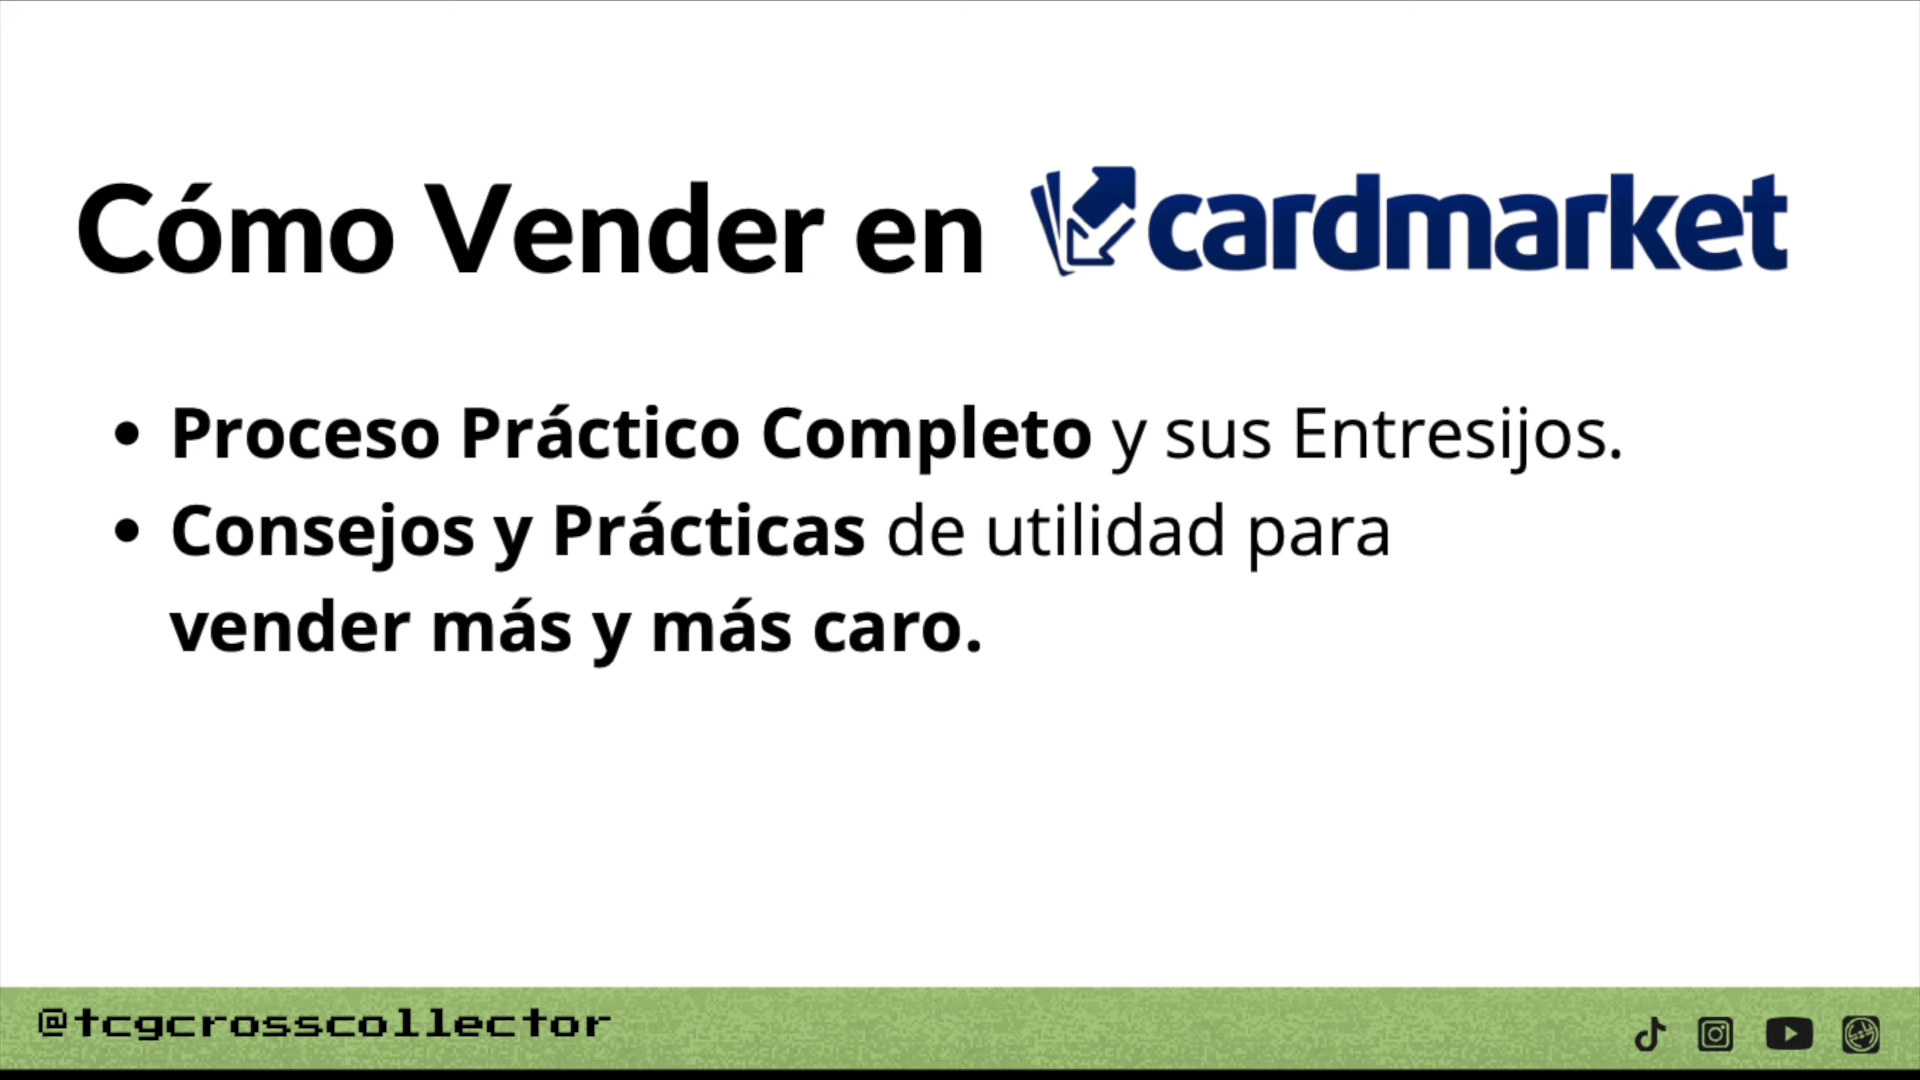 Cómo Vender en cardmarket
• Proceso Práctico Completo y sus Entresijos.
• Consejos y Prácticas de utilidad para
vender más y más caro.
@tcgcrosscollector